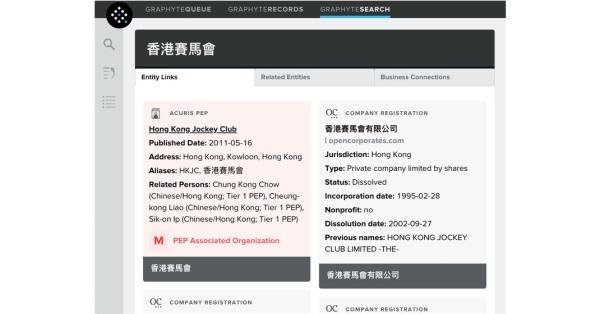 GRAPHYTEQUEUE GRAPHYTERECORDS GRAPHYTESEARCH
香港賽馬會
Entity Links Related Entities Business Connections
ACURIS PEP
Hong Kong Jockey Club
Published Date: 2011-05-16
Address: Hong Kong, Kowloon, Hong Kong
Aliases: HKJC, 香港賽馬會
Related Persons: Chung Kong Chow
(Chinese/Hong Kong; Tier 1 PEP), Cheung-
kong Liao (Chinese/Hong Kong; Tier 1 PEP),
Sik-on Ip (Chinese/Hong Kong; Tier 1 PEP)
M PEP Associated Organization
香港賽馬會
OC COMPANY REGISTRATION
OC COMPANY REGISTRATION
香港賽馬會有限公司
| opencorporates.com
Jurisdiction: Hong Kong
Type: Private company limited by shares
Status: Dissolved
Incorporation date: 1995-02-28
Nonprofit: no
Dissolution date: 2002-09-27
Previous names: HONG KONG JOCKEY
CLUB LIMITED -THE-
香港賽馬會有限公司
OC COMPANY REGISTRATION